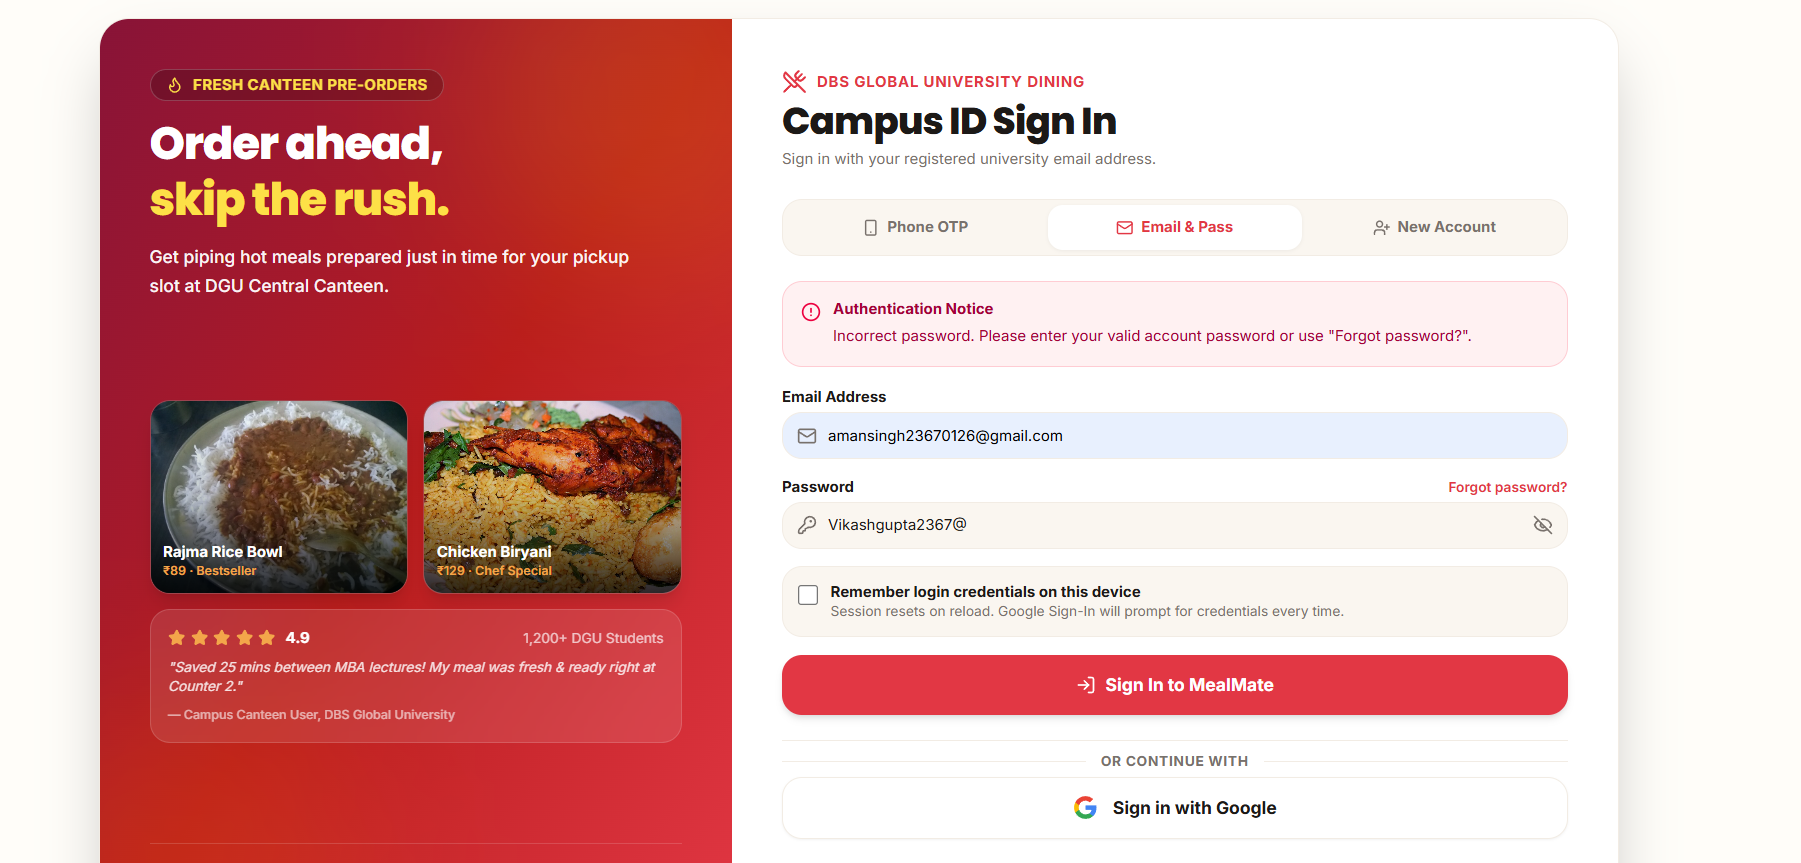 FRESH CANTEEN PRE-ORDERS
Order ahead,
skip the rush.
Get piping hot meals prepared just in time for your pickup
slot at DGU Central Canteen.
Rajma Rice Bowl
₹89 · Bestseller
Chicken Biryani
₹129 · Chef Special
4.9
1,200+ DGU Students
"Saved 25 mins between MBA lectures! My meal was fresh & ready right at
Counter 2."
— Campus Canteen User, DBS Global University
DBS GLOBAL UNIVERSITY DINING
Campus ID Sign In
Sign in with your registered university email address.
Phone OTP
Email & Pass
New Account
Authentication Notice
Incorrect password. Please enter your valid account password or use "Forgot password?".
Email Address
amansingh23670126@gmail.com
Password
Forgot password?
Vikashgupta2367@
Remember login credentials on this device
Session resets on reload. Google Sign-In will prompt for credentials every time.
Sign In to MealMate
OR CONTINUE WITH
Sign in with Google